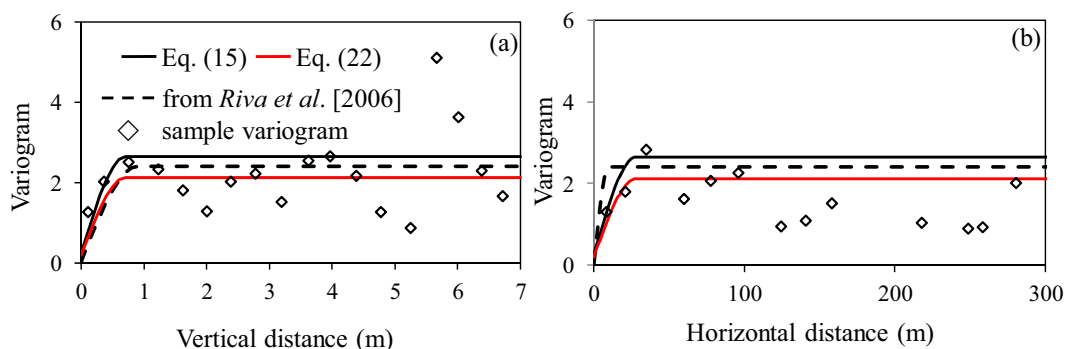 6
4
2
0
Variogram
(a)
Eq. (15) Eq. (22)
from Riva et al. [2006]
sample variogram
0 1 2 3 4 5 6 7
Vertical distance (m)
6
4
2
0
Variogram
(b)
0 100 200 300
Horizontal distance (m)